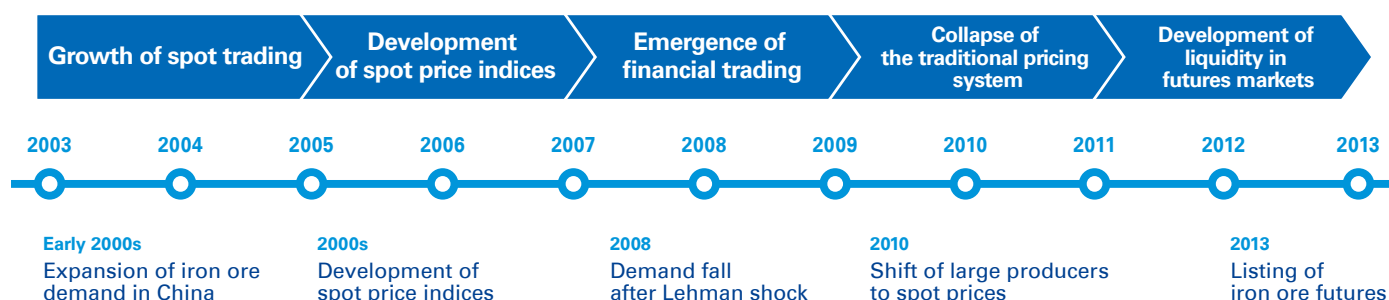 Growth of spot trading
Development
of spot price indices
Emergence of
financial trading
Collapse of
the traditional pricing
system
Development of
liquidity in
futures markets
2003
2004
2005
2006
2007
2008
2009
2010
2011
2012
2013
Early 2000s
Expansion of iron ore
demand in China
2000s
Development of
spot price indices
2008
Demand fall
after Lehman shock
2010
Shift of large producers
to spot prices
2013
Listing of
iron ore futures